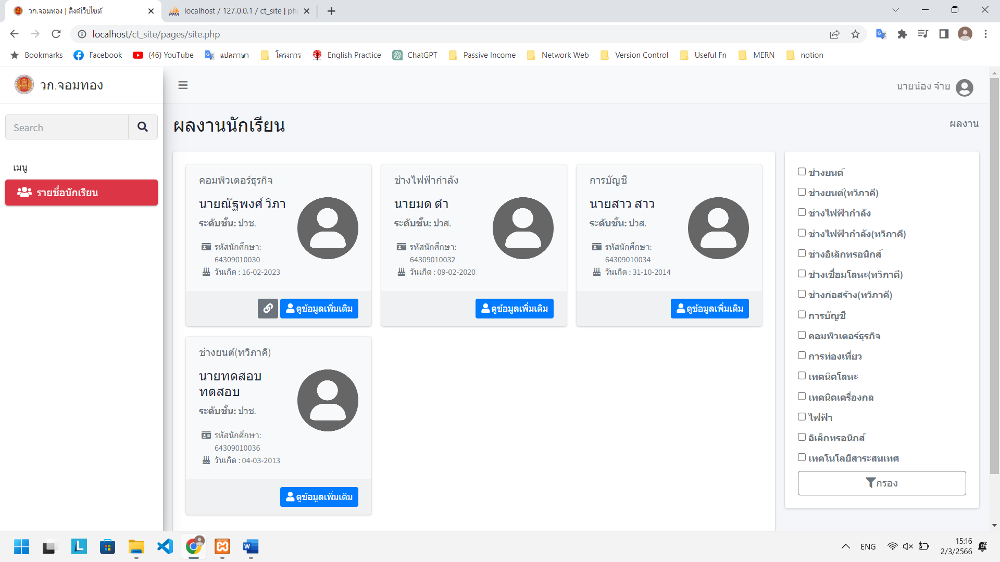 วก.จอมทอง | ลิงค์เว็บไซต์
localhost / 127.0.0.1 / ct_site | ph
localhost/ct_site/pages/site.php
Bookmarks Facebook (46) YouTube แปลภาษา โครงการ English Practice ChatGPT Passive Income Network Web Version Control Useful Fn MERN notion
วก.จอมทอง
นายน้อง จ๋าย
Search
เมนู
รายชื่อนักเรียน
ผลงานนักเรียน
ผลงาน
คอมพิวเตอร์ธุรกิจ
นายณัฐพงศ์ วิภา
ระดับชั้น: ปวช.
รหัสนักศึกษา:
64309010030
วันเกิด : 16-02-2023
ดูข้อมูลเพิ่มเติม
ช่างไฟฟ้ากำลัง
นายมด ดำ
ระดับชั้น: ปวส.
รหัสนักศึกษา:
64309010032
วันเกิด : 09-02-2020
ดูข้อมูลเพิ่มเติม
การบัญชี
นายสาว สาว
ระดับชั้น: ปวส.
รหัสนักศึกษา:
64309010034
วันเกิด : 31-10-2014
ดูข้อมูลเพิ่มเติม
ช่างยนต์(ทวิภาคี)
นายทดสอบ
ทดสอบ
ระดับชั้น: ปวช.
รหัสนักศึกษา:
64309010036
วันเกิด : 04-03-2013
ดูข้อมูลเพิ่มเติม
ช่างยนต์
ช่างยนต์(ทวิภาคี)
ช่างไฟฟ้ากำลัง
ช่างไฟฟ้ากำลัง(ทวิภาคี)
ช่างอิเล็กทรอนิกส์
ช่างเชื่อมโลหะ(ทวิภาคี)
ช่างก่อสร้าง(ทวิภาคี)
การบัญชี
คอมพิวเตอร์ธุรกิจ
การท่องเที่ยว
เทคนิคโลหะ
เทคนิคเครื่องกล
ไฟฟ้า
อิเล็กทรอนิกส์
เทคโนโลยีสาระสนเทศ
กรอง
ENG
15:16
2/3/2566